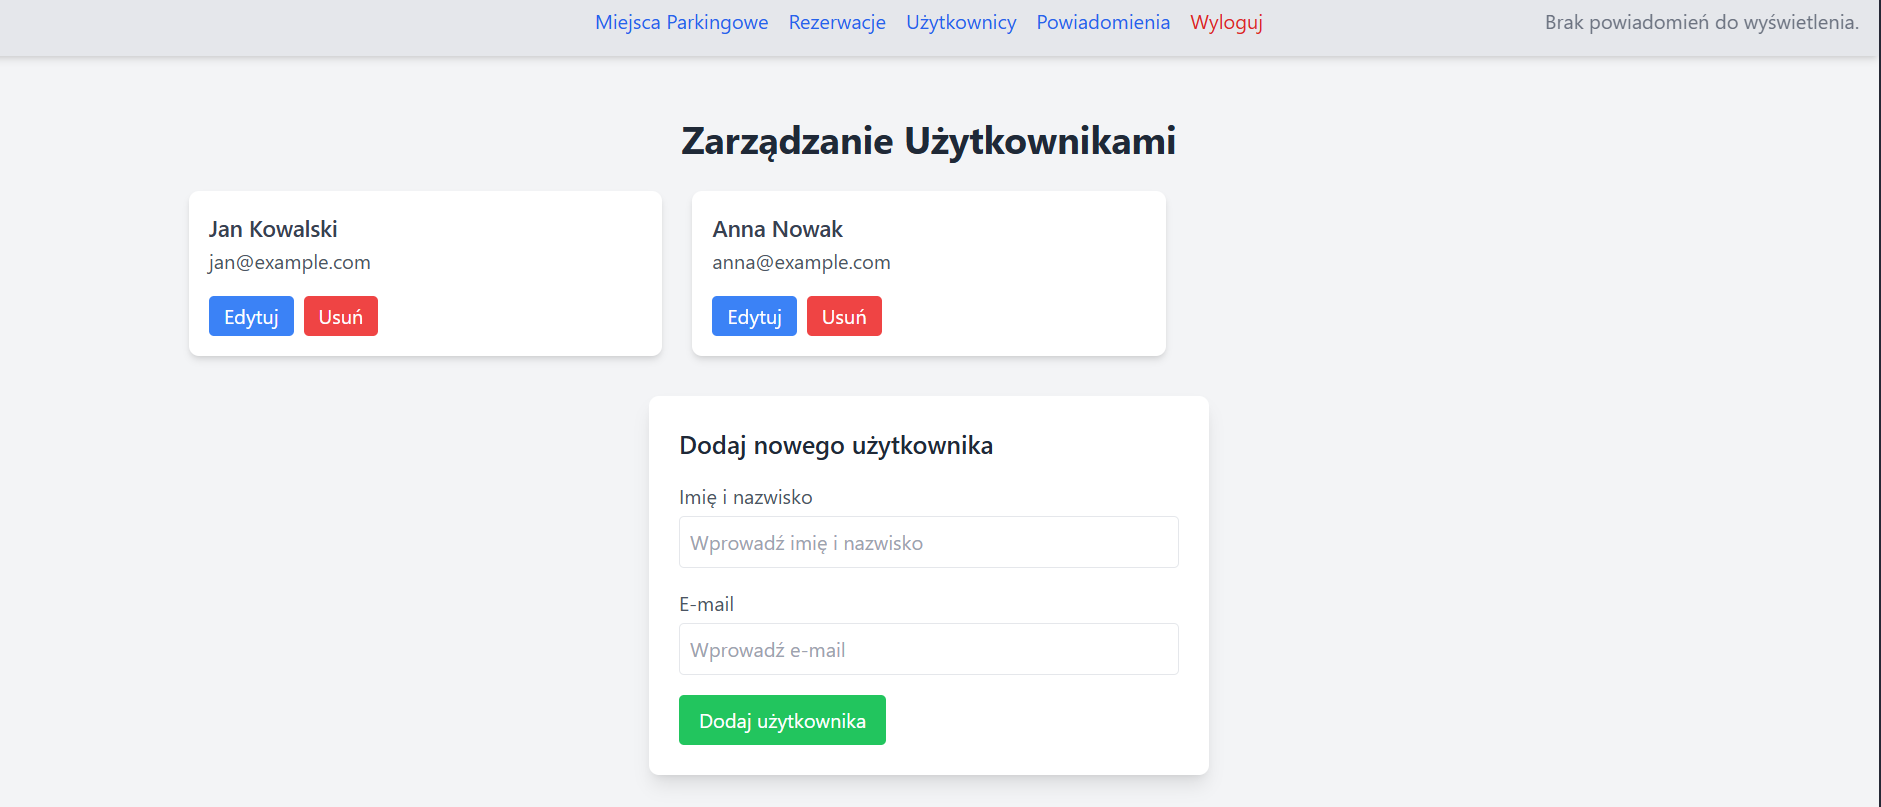 Miejsca Parkingowe Rezerwacje Użytkownicy Powiadomienia Wyloguj Brak powiadomień do wyświetlenia.
Zarządzanie Użytkownikami
Jan Kowalski
jan@example.com
Edytuj Usuń
Anna Nowak
anna@example.com
Edytuj Usuń
Dodaj nowego użytkownika
Imię i nazwisko
Wprowadź imię i nazwisko
E-mail
Wprowadź e-mail
Dodaj użytkownika